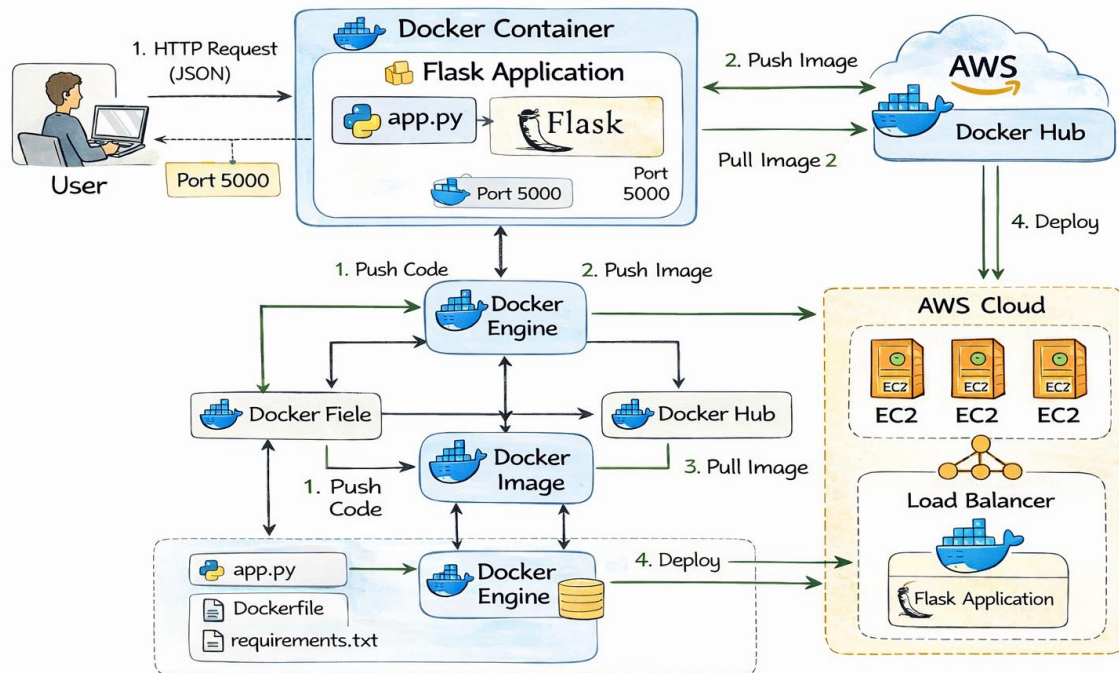 1. HTTP Request
(JSON)
User
Port 5000
Docker Container
Flask Application
app.py
Flask
Port 5000
Port
5000
2. Push Image
Pull Image 2
AWS
Docker Hub
4. Deploy
1. Push Code
2. Push Image
Docker
Engine
Docker Fiele
Docker Hub
Docker
Image
1. Push
Code
3. Pull Image
app.py
Dockerfile
requirements.txt
Docker
Engine
4. Deploy
AWS Cloud
EC2
EC2
EC2
EC2
EC2
EC2
Load Balancer
Flask Application